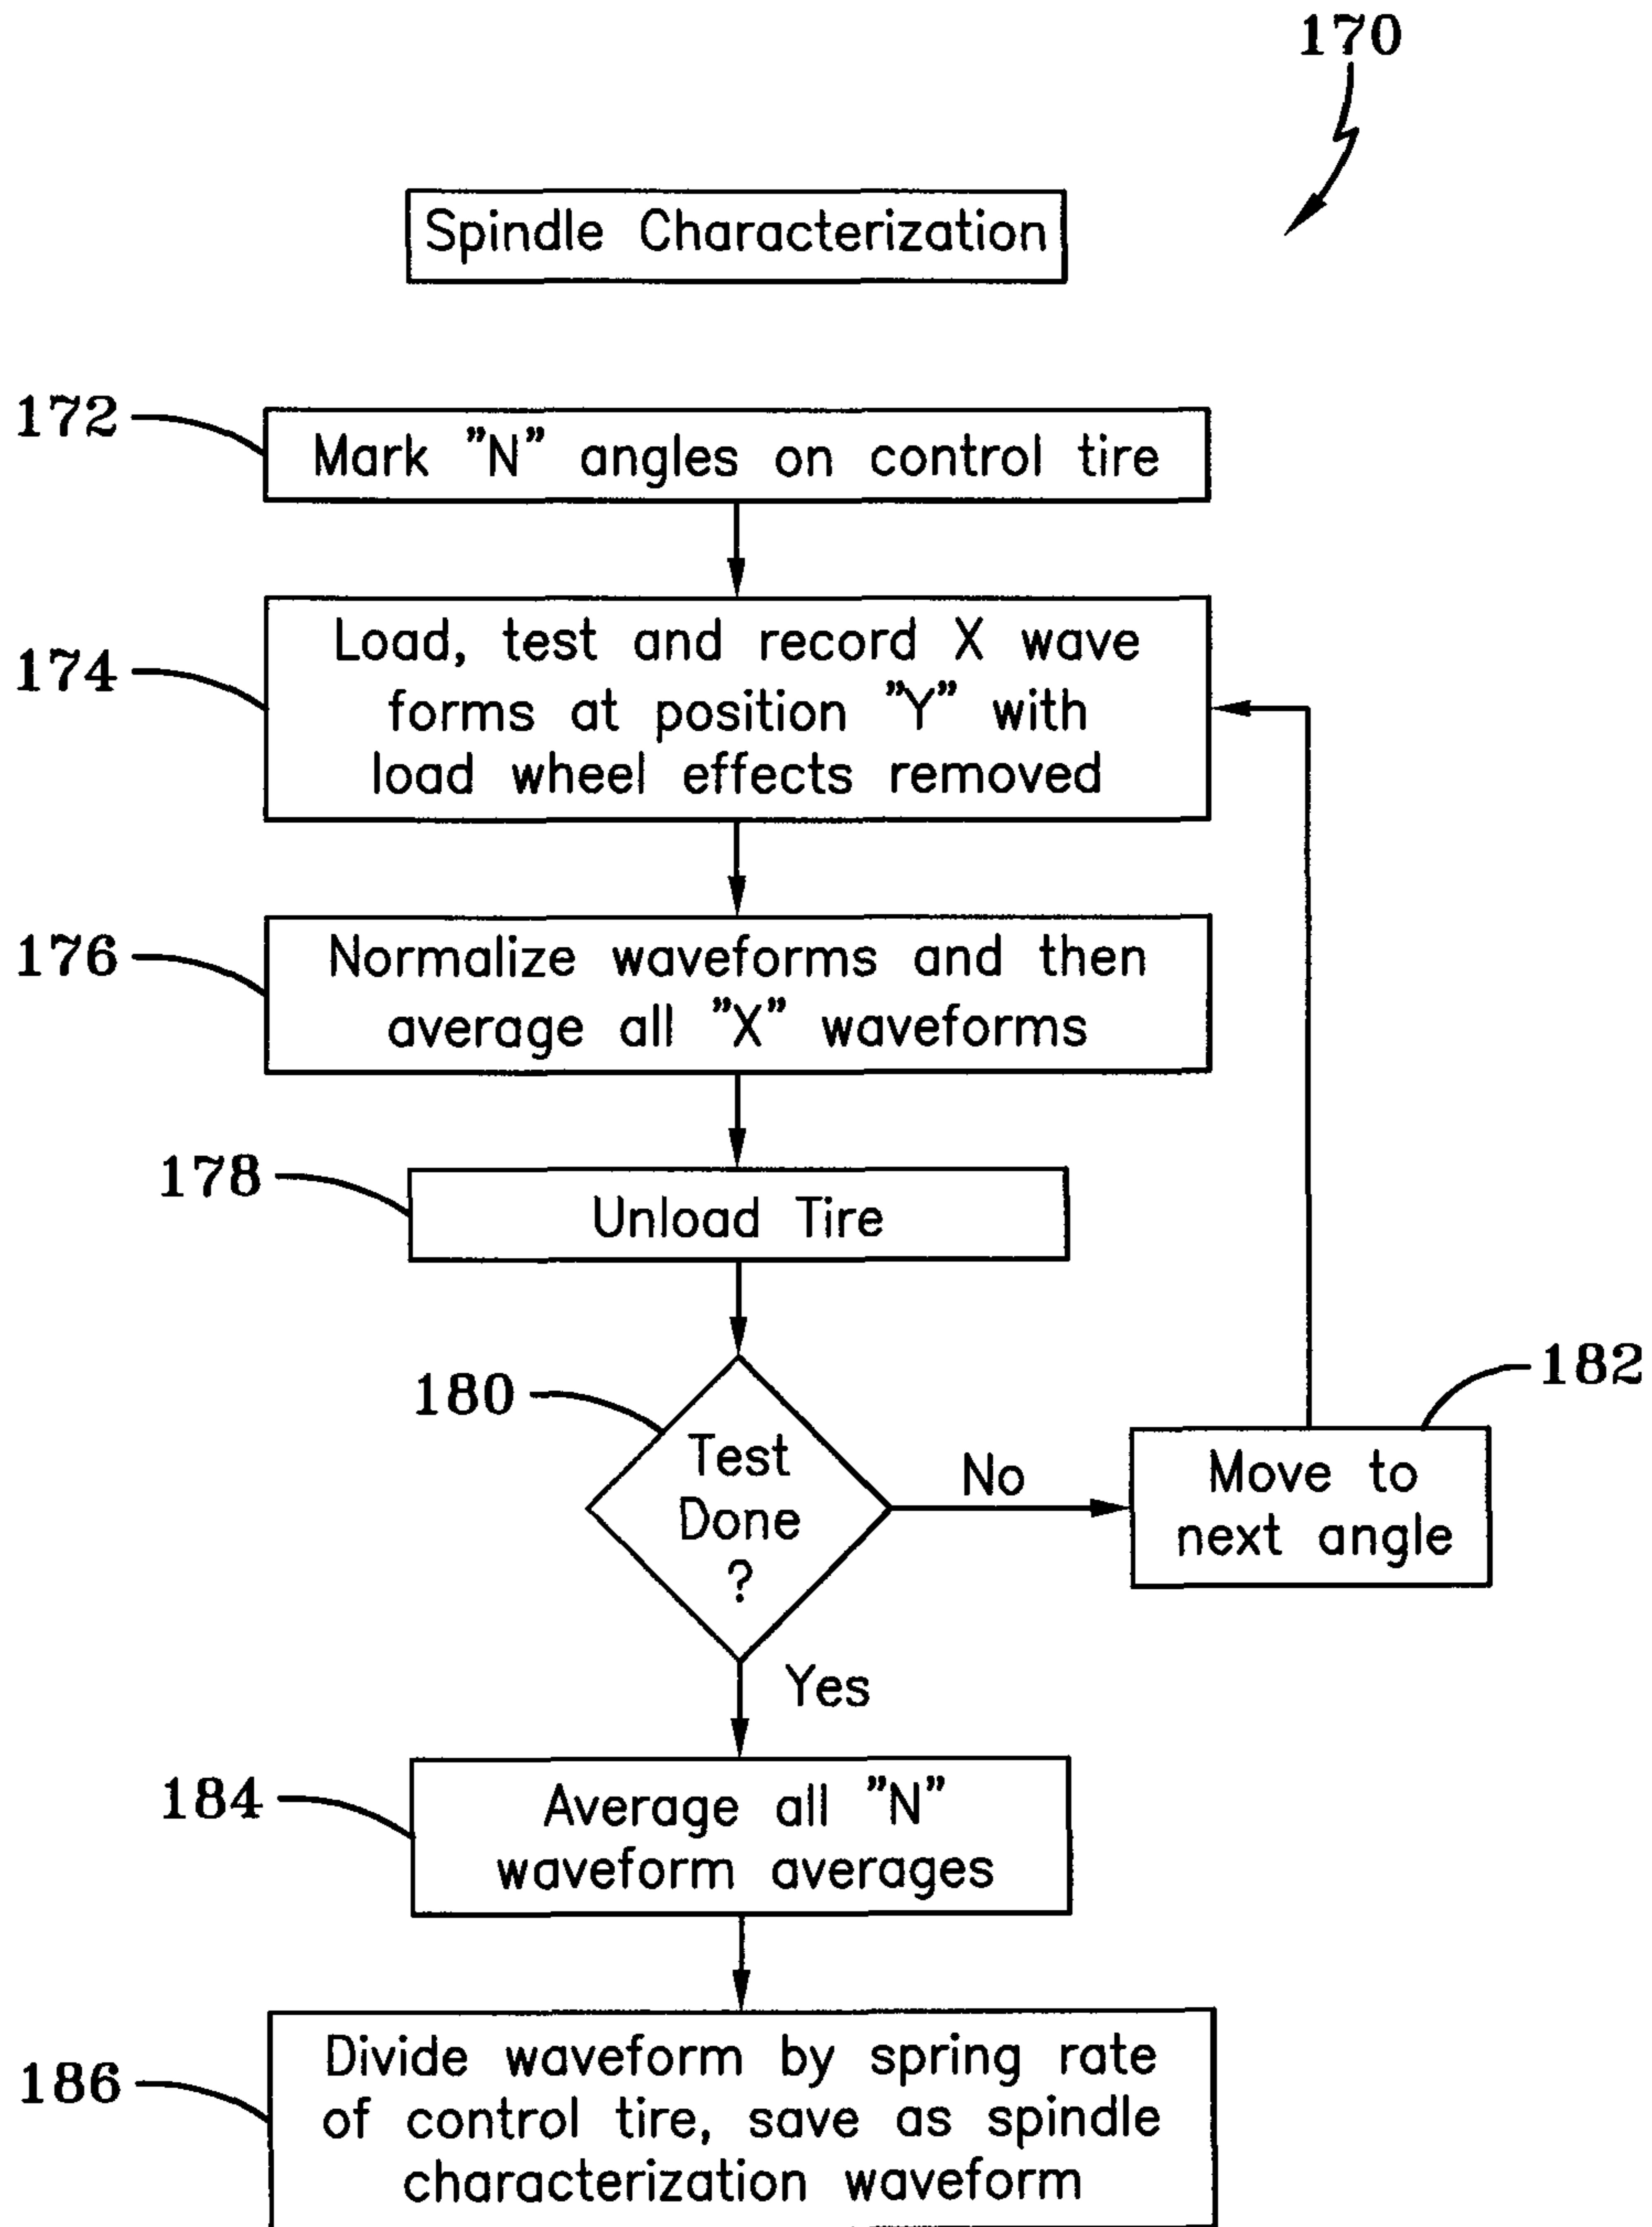 170
Spindle Characterization
172
Mark "N" angles on control tire
174
Load, test and record X wave
forms at position "Y" with
load wheel effects removed
176
Normalize waveforms and then
average all "X" waveforms
178
Unload Tire
180
Test
Done
?
No
182
Move to
next angle
Yes
184
Average all "N"
waveform averages
186
Divide waveform by spring rate
of control tire, save as spindle
characterization waveform